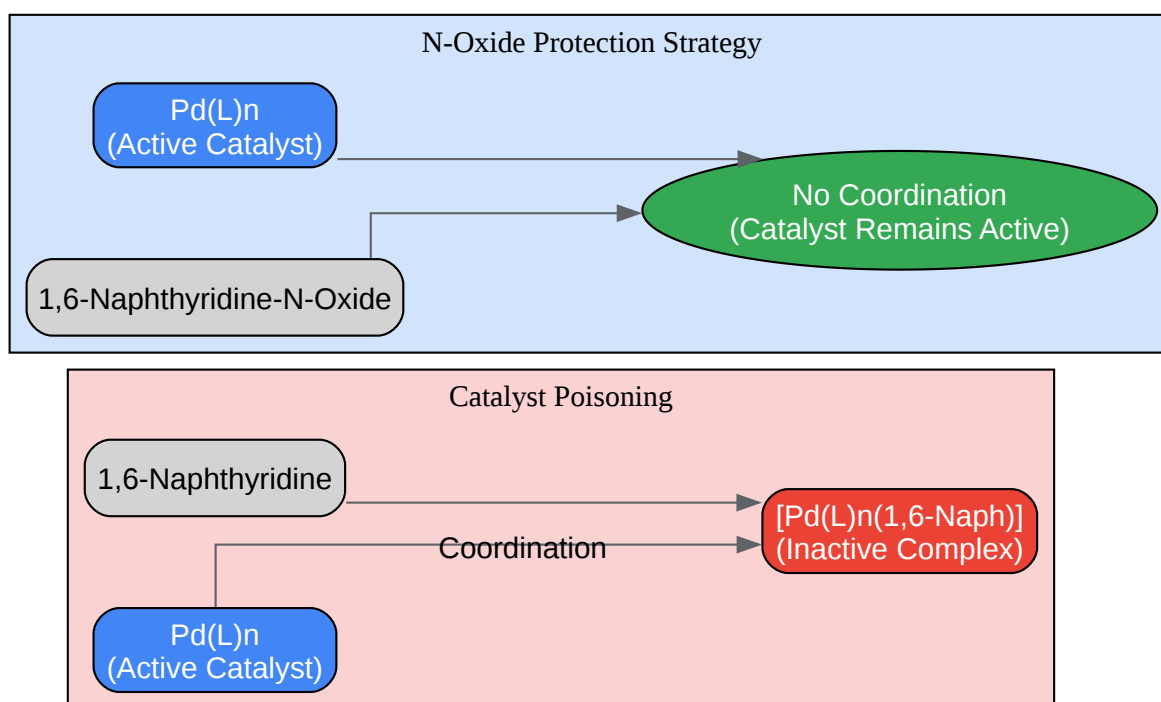 N-Oxide Protection Strategy
Pd(L)n
(Active Catalyst)
No Coordination
(Catalyst Remains Active)
1,6-Naphthyridine-N-Oxide
Catalyst Poisoning
1,6-Naphthyridine
[Pd(L)n(1,6-Naph)]
(Inactive Complex)
Coordination
Pd(L)n
(Active Catalyst)